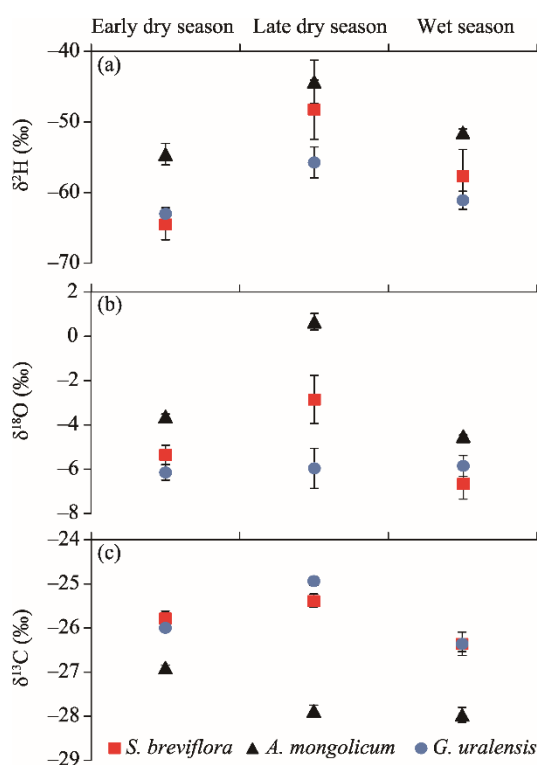 Early dry season Late dry season Wet season
(a)
−40
−50
−60
−70
δ²H (‰)
(b)
2
0
−2
−4
−6
−8
δ¹⁸O (‰)
(c)
−24
−25
−26
−27
−28
−29
δ¹³C (‰)
S. breviflora A. mongolicum G. uralensis